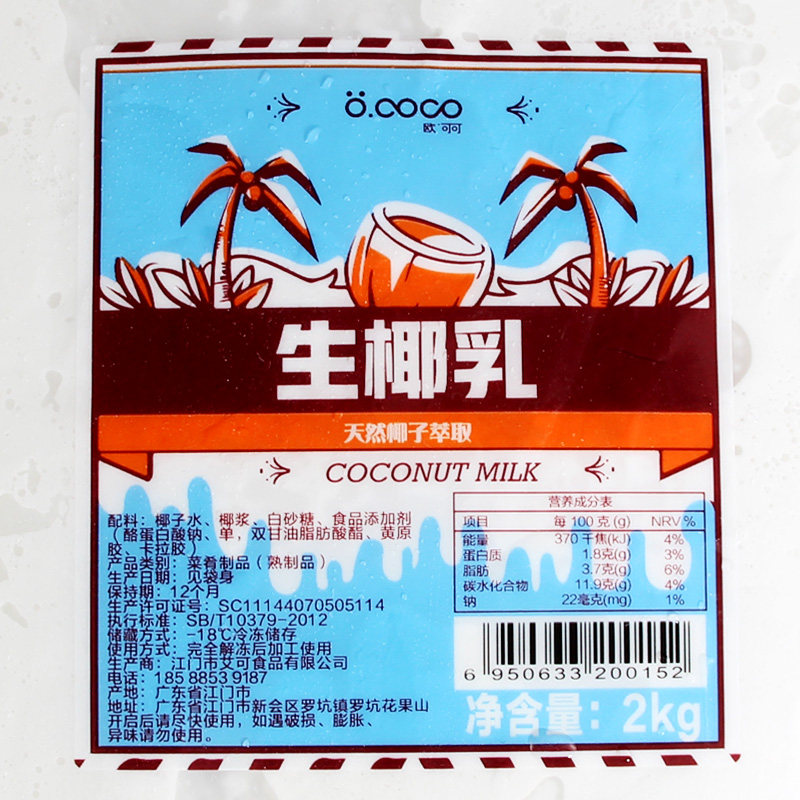 ö.coco
欧·可可
生椰乳
天然椰子萃取
COCONUT MILK
配料：椰子水、椰浆、白砂糖、食品添加剂
（酪蛋白酸钠、单，双甘油脂肪酸酯、黄原
胶、卡拉胶）
产品类别：菜肴制品（熟制品）
生产日期：见袋身
保持期：12个月
生产许可证号：SC11144070505114
执行标准：SB/T10379-2012
储藏方式：-18℃冷冻储存
使用方式：完全解冻后加工使用
生产商：江门市艾可食品有限公司
电话：185 8853 9187
产地：广东省江门市
地址：广东省江门市新会区罗坑镇罗坑花果山
开启后请尽快使用，如遇破损、膨胀、
异味请勿使用。
营养成分表
项目 每 100 克(g) NRV %
能量 370 千焦(kJ) 4%
蛋白质 1.8克(g) 3%
脂肪 3.7克(g) 6%
碳水化合物 11.9克(g) 4%
钠 22毫克(mg) 1%
6 950633 200152
净含量：2kg